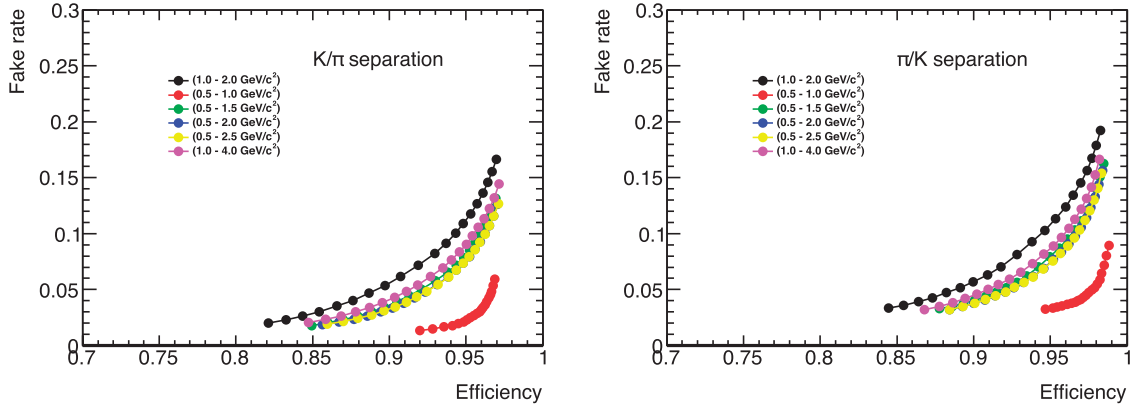 Fake rate
0.3
0.25
0.2
0.15
0.1
0.05
0
K/π separation
(1.0 - 2.0 GeV/c²)
(0.5 - 1.0 GeV/c²)
(0.5 - 1.5 GeV/c²)
(0.5 - 2.0 GeV/c²)
(0.5 - 2.5 GeV/c²)
(1.0 - 4.0 GeV/c²)
0.7 0.75 0.8 0.85 0.9 0.95 1
Efficiency
Fake rate
0.3
0.25
0.2
0.15
0.1
0.05
0
π/K separation
(1.0 - 2.0 GeV/c²)
(0.5 - 1.0 GeV/c²)
(0.5 - 1.5 GeV/c²)
(0.5 - 2.0 GeV/c²)
(0.5 - 2.5 GeV/c²)
(1.0 - 4.0 GeV/c²)
0.7 0.75 0.8 0.85 0.9 0.95 1
Efficiency